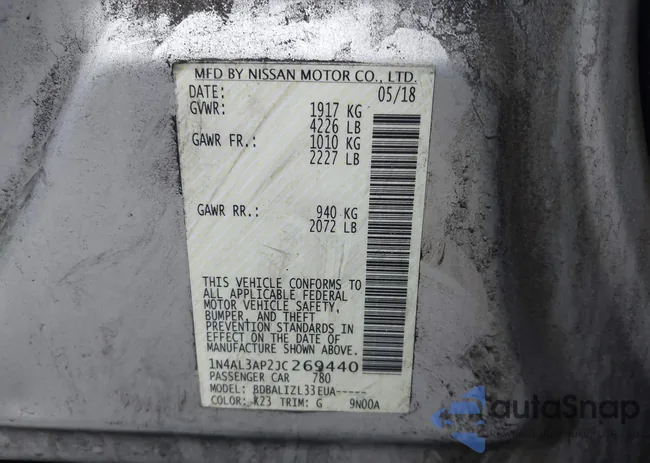 MFD BY NISSAN MOTOR CO., LTD.
DATE: 05/18
GVWR: 1917 KG
4226 LB
GAWR FR.: 1010 KG
2227 LB
GAWR RR.: 940 KG
2072 LB
THIS VEHICLE CONFORMS TO
ALL APPLICABLE FEDERAL
MOTOR VEHICLE SAFETY,
BUMPER, AND THEFT
PREVENTION STANDARDS IN
EFFECT ON THE DATE OF
MANUFACTURE SHOWN ABOVE.
1N4AL3AP2JC269440
PASSENGER CAR 780
MODEL: BDBALIZL33EUA-----
COLOR: K23 TRIM: G 9N00A
autoSnap